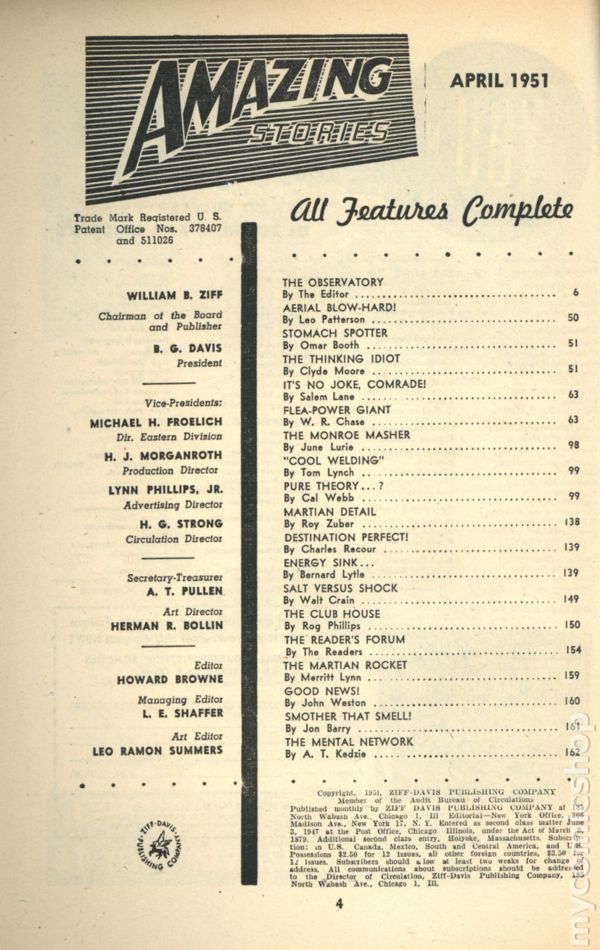 AMAZING
STORIES
APRIL 1951
All Features Complete
Trade Mark Registered U. S.
Patent Office Nos. 378407
and 511026
WILLIAM B. ZIFF
Chairman of the Board
and Publisher
B. G. DAVIS
President
Vice-Presidents:
MICHAEL H. FROELICH
Dir. Eastern Division
H. J. MORGANROTH
Production Director
LYNN PHILLIPS, JR.
Advertising Director
H. G. STRONG
Circulation Director
Secretary-Treasurer
A. T. PULLEN
Art Director
HERMAN R. BOLLIN
Editor
HOWARD BROWNE
Managing Editor
L. E. SHAFFER
Art Editor
LEO RAMON SUMMERS
ZIFF-DAVIS PUBLISHING COMPANY
THE OBSERVATORY
By The Editor ........................................ 6
AERIAL BLOW-HARD!
By Leo Patterson ........................................ 50
STOMACH SPOTTER
By Omar Booth ........................................ 51
THE THINKING IDIOT
By Clyde Moore ........................................ 51
IT'S NO JOKE, COMRADE!
By Salem Lane ........................................ 63
FLEA-POWER GIANT
By W. R. Chase ........................................ 63
THE MONROE MASHER
By June Lurie ........................................ 98
"COOL WELDING"
By Tom Lynch ........................................ 99
PURE THEORY...?
By Cal Webb ........................................ 99
MARTIAN DETAIL
By Roy Zuber ........................................ 138
DESTINATION PERFECT!
By Charles Recour ........................................ 139
ENERGY SINK...
By Bernard Lytle ........................................ 139
SALT VERSUS SHOCK
By Walt Crain ........................................ 149
THE CLUB HOUSE
By Rog Phillips ........................................ 150
THE READER'S FORUM
By The Readers ........................................ 154
THE MARTIAN ROCKET
By Merritt Lynn ........................................ 159
GOOD NEWS!
By John Weston ........................................ 160
SMOTHER THAT SMELL!
By Jon Barry ........................................ 161
THE MENTAL NETWORK
By A. T. Kedzie ........................................ 162
Copyright, 1951, ZIFF-DAVIS PUBLISHING COMPANY
Member of the Audit Bureau of Circulations
Published monthly by ZIFF DAVIS PUBLISHING COMPANY at 185
North Wabash Ave., Chicago 1, Ill Editorial—New York Office, 366
Madison Ave., New York 17, N. Y. Entered as second class matter June
3, 1947 at the Post Office, Chicago Illinois, under the Act of March 3,
1879. Additional second class entry, Holyoke, Massachusetts. Subscrip-
tion: in U.S. Canada, Mexico, South and Central America, and U.S.
Possessions $2.50 for 12 issues, all other foreign countries, $3.50 for
12 issues. Subscribers should allow at least two weeks for change of
address. All communications about subscriptions should be addressed
to the Director of Circulation, Ziff-Davis Publishing Company, 185
North Wabash Ave., Chicago 1, Ill.
4
mycomicshop